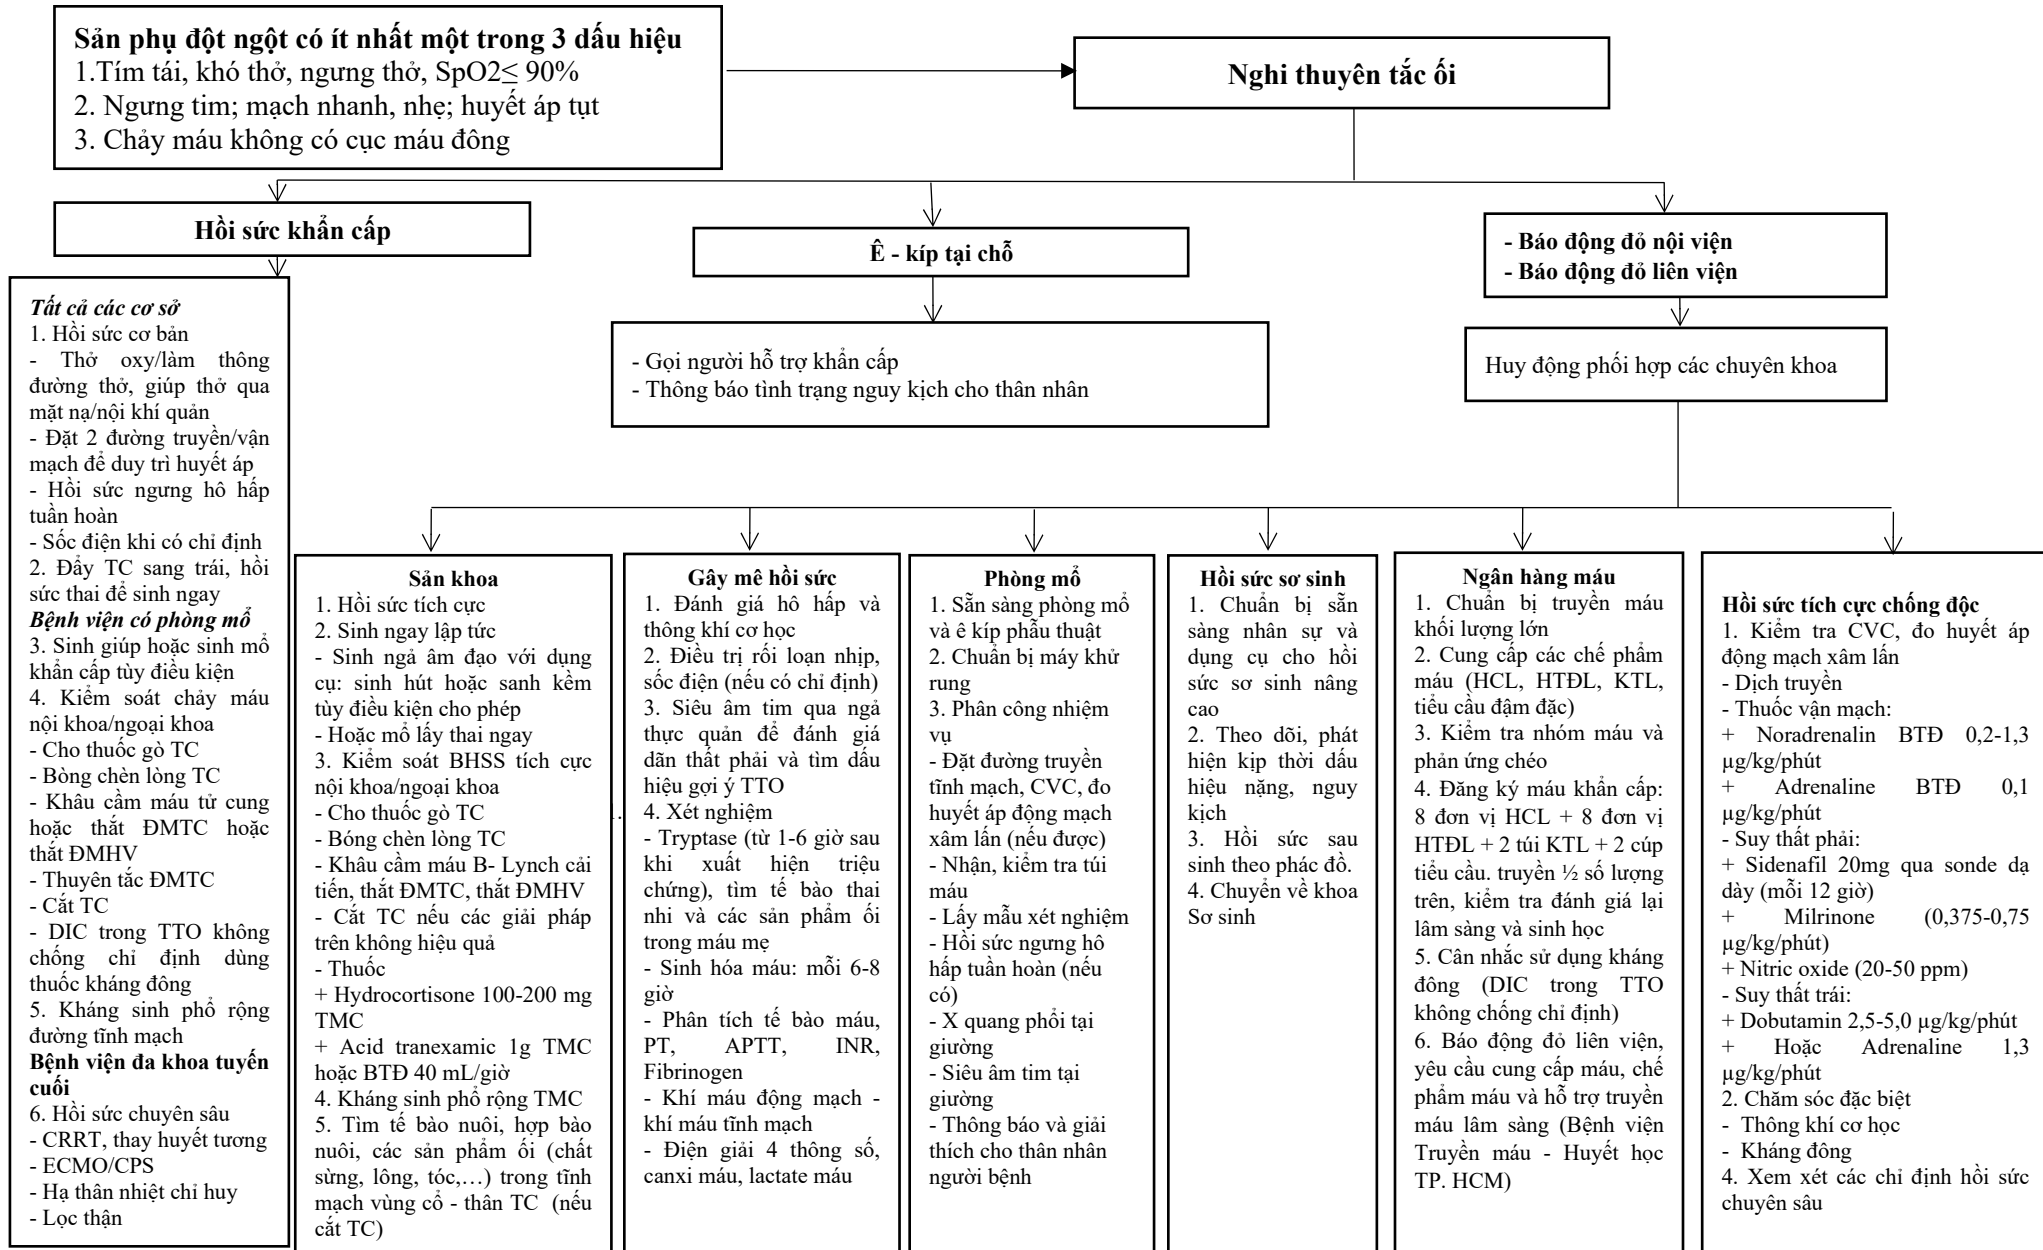 Sản phụ đột ngột có ít nhất một trong 3 dấu hiệu
1.Tím tái, khó thở, ngưng thở, SpO2≤ 90%
2. Ngưng tim; mạch nhanh, nhẹ; huyết áp tụt
3. Chảy máu không có cục máu đông
Nghi thuyên tắc ối
Hồi sức khẩn cấp
Ê - kíp tại chỗ
- Báo động đỏ nội viện
- Báo động đỏ liên viện
- Gọi người hỗ trợ khẩn cấp
- Thông báo tình trạng nguy kịch cho thân nhân
Huy động phối hợp các chuyên khoa
Tất cả các cơ sở
1. Hồi sức cơ bản
- Thở oxy/làm thông
đường thở, giúp thở qua
mặt nạ/nội khí quản
- Đặt 2 đường truyền/vận
mạch để duy trì huyết áp
- Hồi sức ngưng hô hấp
tuần hoàn
- Sốc điện khi có chỉ định
2. Đẩy TC sang trái, hồi
sức thai để sinh ngay
Bệnh viện có phòng mổ
3. Sinh giúp hoặc sinh mổ
khẩn cấp tùy điều kiện
4. Kiểm soát chảy máu
nội khoa/ngoại khoa
- Cho thuốc gò TC
- Bòng chèn lòng TC
- Khâu cầm máu tử cung
hoặc thắt ĐMTC hoặc
thắt ĐMHV
- Thuyên tắc ĐMTC
- Cắt TC
- DIC trong TTO không
chống chỉ định dùng
thuốc kháng đông
5. Kháng sinh phổ rộng
đường tĩnh mạch
Bệnh viện đa khoa tuyến
cuối
6. Hồi sức chuyên sâu
- CRRT, thay huyết tương
- ECMO/CPS
- Hạ thân nhiệt chỉ huy
- Lọc thận
Sản khoa
1. Hồi sức tích cực
2. Sinh ngay lập tức
- Sinh ngả âm đạo với dụng
cụ: sinh hút hoặc sanh kềm
tùy điều kiện cho phép
- Hoặc mổ lấy thai ngay
3. Kiểm soát BHSS tích cực
nội khoa/ngoại khoa
- Cho thuốc gò TC
- Bóng chèn lòng TC
- Khâu cầm máu B- Lynch cải
tiến, thắt ĐMTC, thắt ĐMHV
- Cắt TC nếu các giải pháp
trên không hiệu quả
- Thuốc
+ Hydrocortisone 100-200 mg
TMC
+ Acid tranexamic 1g TMC
hoặc BTĐ 40 mL/giờ
4. Kháng sinh phổ rộng TMC
5. Tìm tế bào nuôi, hợp bào
nuôi, các sản phẩm ối (chất
sừng, lông, tóc,…) trong tĩnh
mạch vùng cổ - thân TC (nếu
cắt TC)
Gây mê hồi sức
1. Đánh giá hô hấp và
thông khí cơ học
2. Điều trị rối loạn nhịp,
sốc điện (nếu có chỉ định)
3. Siêu âm tim qua ngả
thực quản để đánh giá
dãn thất phải và tìm dấu
hiệu gợi ý TTO
4. Xét nghiệm
- Tryptase (từ 1-6 giờ sau
khi xuất hiện triệu
chứng), tìm tế bào thai
nhi và các sản phẩm ối
trong máu mẹ
- Sinh hóa máu: mỗi 6-8
giờ
- Phân tích tế bào máu,
PT, APTT, INR,
Fibrinogen
- Khí máu động mạch -
khí máu tĩnh mạch
- Điện giải 4 thông số,
canxi máu, lactate máu
Phòng mổ
1. Sẵn sàng phòng mổ
và ê kíp phẫu thuật
2. Chuẩn bị máy khử
rung
3. Phân công nhiệm
vụ
- Đặt đường truyền
tĩnh mạch, CVC, đo
huyết áp động mạch
xâm lấn (nếu được)
- Nhận, kiểm tra túi
máu
- Lấy mẫu xét nghiệm
- Hồi sức ngưng hô
hấp tuần hoàn (nếu
có)
- X quang phổi tại
giường
- Siêu âm tim tại
giường
- Thông báo và giải
thích cho thân nhân
người bệnh
Hồi sức sơ sinh
1. Chuẩn bị sẵn
sàng nhân sự và
dụng cụ cho hồi
sức sơ sinh nâng
cao
2. Theo dõi, phát
hiện kịp thời dấu
hiệu nặng, nguy
kịch
3. Hồi sức sau
sinh theo phác đồ.
4. Chuyển về khoa
Sơ sinh
Ngân hàng máu
1. Chuẩn bị truyền máu
khối lượng lớn
2. Cung cấp các chế phẩm
máu (HCL, HTĐL, KTL,
tiểu cầu đậm đặc)
3. Kiểm tra nhóm máu và
phản ứng chéo
4. Đăng ký máu khẩn cấp:
8 đơn vị HCL + 8 đơn vị
HTĐL + 2 túi KTL + 2 cúp
tiểu cầu. truyền ½ số lượng
trên, kiểm tra đánh giá lại
lâm sàng và sinh học
5. Cân nhắc sử dụng kháng
đông (DIC trong TTO
không chống chỉ định)
6. Báo động đỏ liên viện,
yêu cầu cung cấp máu, chế
phẩm máu và hỗ trợ truyền
máu lâm sàng (Bệnh viện
Truyền máu - Huyết học
TP. HCM)
Hồi sức tích cực chống độc
1. Kiểm tra CVC, đo huyết áp
động mạch xâm lấn
- Dịch truyền
- Thuốc vận mạch:
+ Noradrenalin BTĐ 0,2-1,3
µg/kg/phút
+ Adrenaline BTĐ 0,1
µg/kg/phút
- Suy thất phải:
+ Sidenafil 20mg qua sonde dạ
dày (mỗi 12 giờ)
+ Milrinone (0,375-0,75
µg/kg/phút)
+ Nitric oxide (20-50 ppm)
- Suy thất trái:
+ Dobutamin 2,5-5,0 µg/kg/phút
+ Hoặc Adrenaline 1,3
µg/kg/phút
2. Chăm sóc đặc biệt
- Thông khí cơ học
- Kháng đông
4. Xem xét các chỉ định hồi sức
chuyên sâu